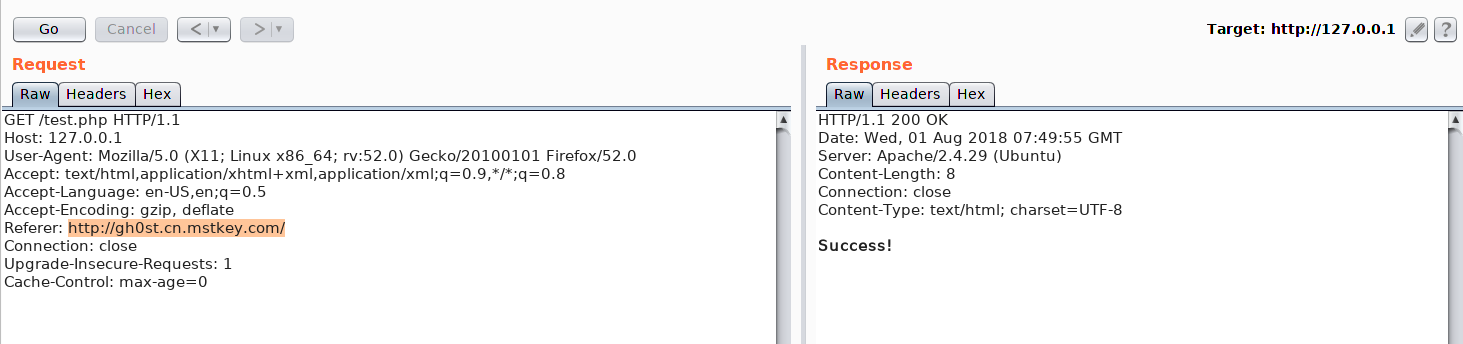 Go Cancel < > Target: http://127.0.0.1 ?
Request
Raw Headers Hex
GET /test.php HTTP/1.1
Host: 127.0.0.1
User-Agent: Mozilla/5.0 (X11; Linux x86_64; rv:52.0) Gecko/20100101 Firefox/52.0
Accept: text/html,application/xhtml+xml,application/xml;q=0.9,*/*;q=0.8
Accept-Language: en-US,en;q=0.5
Accept-Encoding: gzip, deflate
Referer: http://gh0st.cn.mstkey.com/
Connection: close
Upgrade-Insecure-Requests: 1
Cache-Control: max-age=0
Response
Raw Headers Hex
HTTP/1.1 200 OK
Date: Wed, 01 Aug 2018 07:49:55 GMT
Server: Apache/2.4.29 (Ubuntu)
Content-Length: 8
Connection: close
Content-Type: text/html; charset=UTF-8
Success!